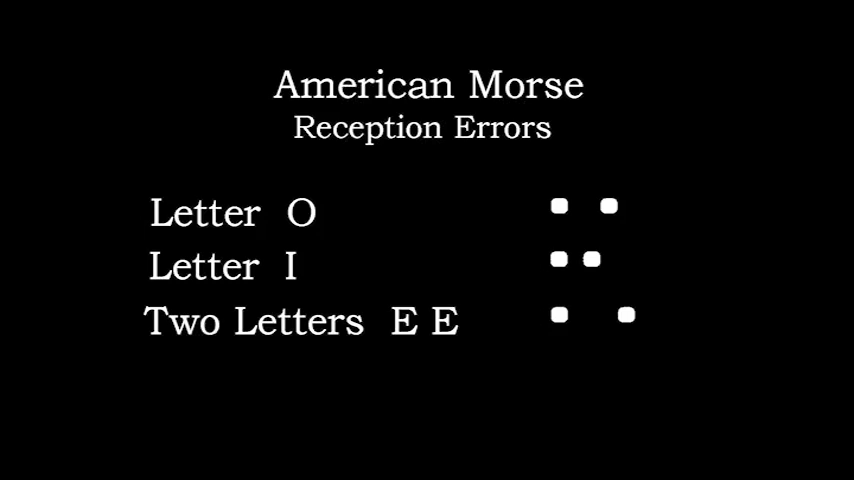 American Morse
Reception Errors
Letter O
Letter I
Two Letters E E